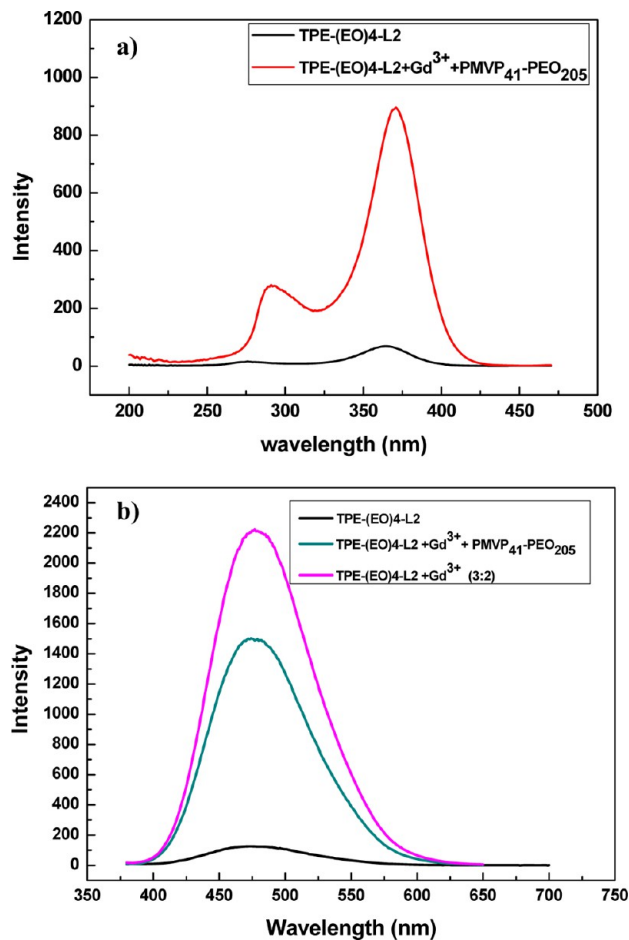 a)
TPE-(EO)4-L2
TPE-(EO)4-L2+Gd³⁺+PMVP₄₁-PEO₂₀₅
1200
1000
800
600
400
200
0
Intensity
200 250 300 350 400 450 500
wavelength (nm)
b)
TPE-(EO)4-L2
TPE-(EO)4-L2 +Gd³⁺+ PMVP₄₁-PEO₂₀₅
TPE-(EO)4-L2 +Gd³⁺ (3:2)
2400
2200
2000
1800
1600
1400
1200
1000
800
600
400
200
0
Intensity
350 400 450 500 550 600 650 700 750
Wavelength (nm)